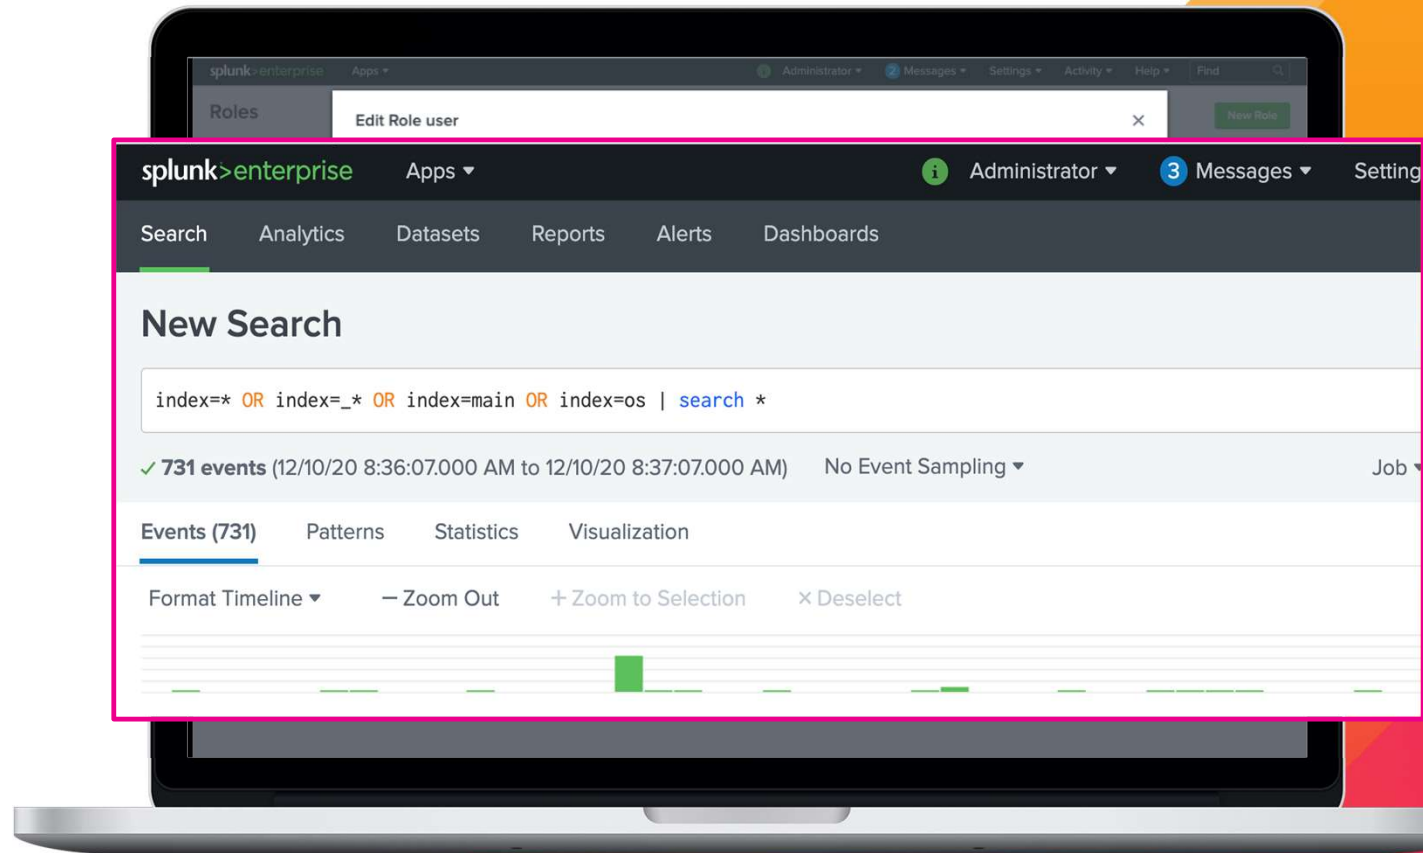 splunk>enterprise Apps Administrator 2 Messages Settings Activity Help Find
Roles
Edit Role user
New Role
splunk>enterprise Apps i Administrator 3 Messages Setting
Search Analytics Datasets Reports Alerts Dashboards
New Search
index=* OR index=_* OR index=main OR index=os | search *
✓ 731 events (12/10/20 8:36:07.000 AM to 12/10/20 8:37:07.000 AM) No Event Sampling Job
Events (731) Patterns Statistics Visualization
Format Timeline — Zoom Out + Zoom to Selection × Deselect